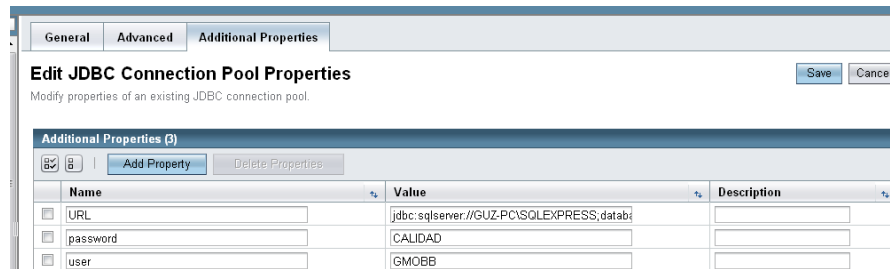 General Advanced Additional Properties
Edit JDBC Connection Pool Properties
Save Cance
Modify properties of an existing JDBC connection pool.
Additional Properties (3)
Add Property Delete Properties
Name Value Description
URL jdbc:sqlserver://GUZ-PC\SQLEXPRESS;databa
password CALIDAD
user GMOBB